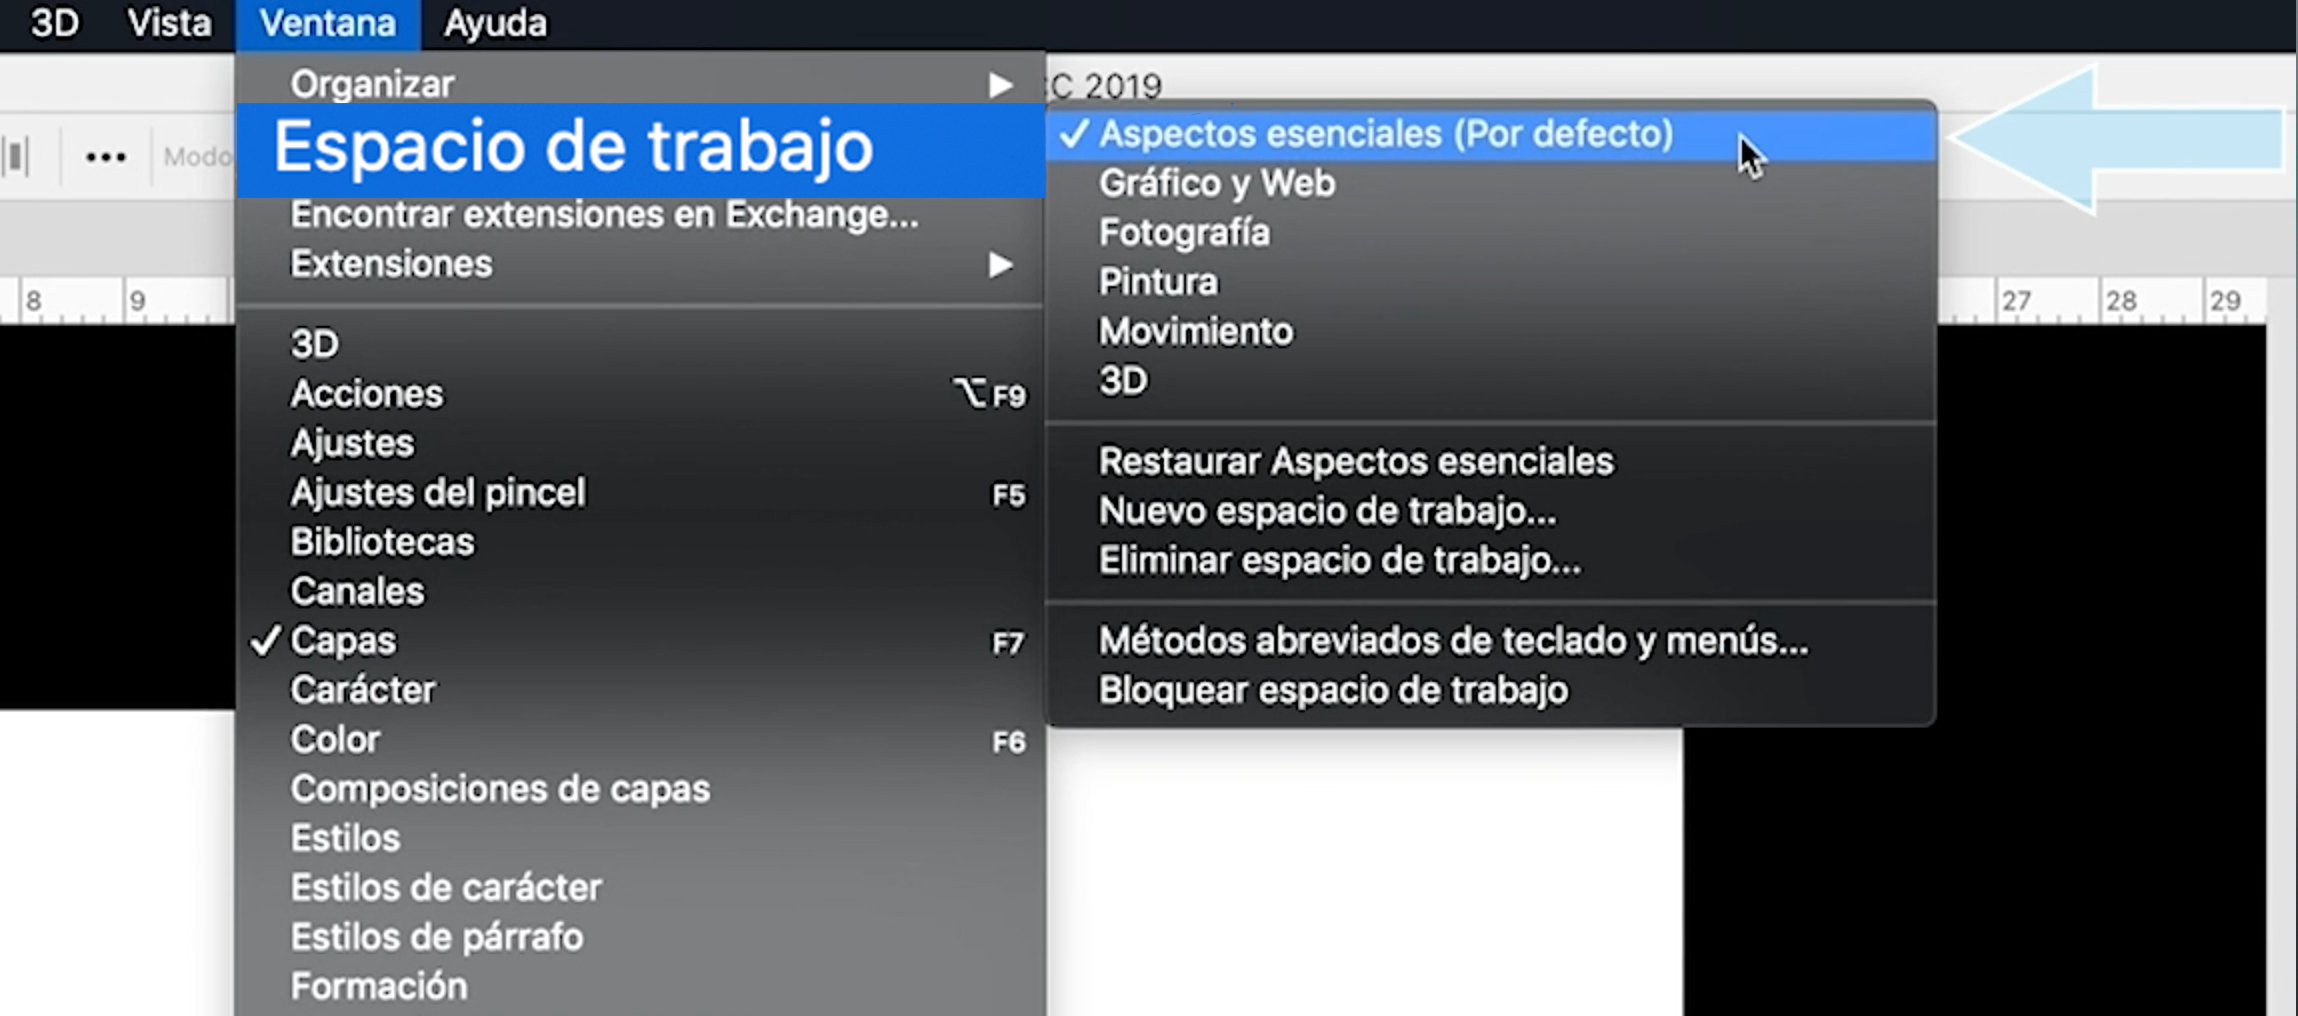 3D Vista Ventana Ayuda
Organizar
C 2019
Modo
Espacio de trabajo
Encontrar extensiones en Exchange...
Extensiones
8 9
3D
Acciones ⌥F9
Ajustes
Ajustes del pincel F5
Bibliotecas
Canales
✓ Capas F7
Carácter
Color F6
Composiciones de capas
Estilos
Estilos de carácter
Estilos de párrafo
Formación
✓ Aspectos esenciales (Por defecto)
Gráfico y Web
Fotografía
Pintura
Movimiento
3D
Restaurar Aspectos esenciales
Nuevo espacio de trabajo...
Eliminar espacio de trabajo...
Métodos abreviados de teclado y menús...
Bloquear espacio de trabajo
27 28 29